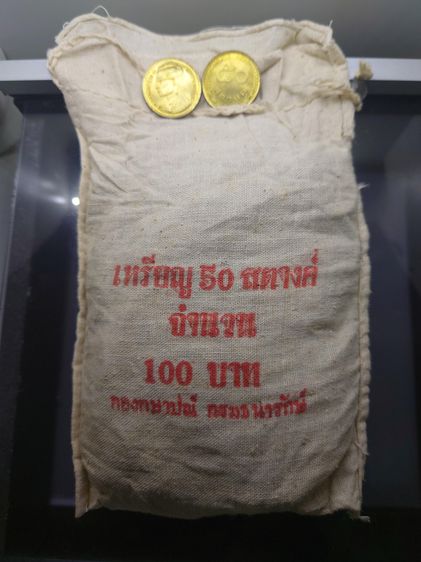 เหรียญ 50 สตางค์
จำนวน
100 บาท
กองกษาปณ์ กรมธนารักษ์